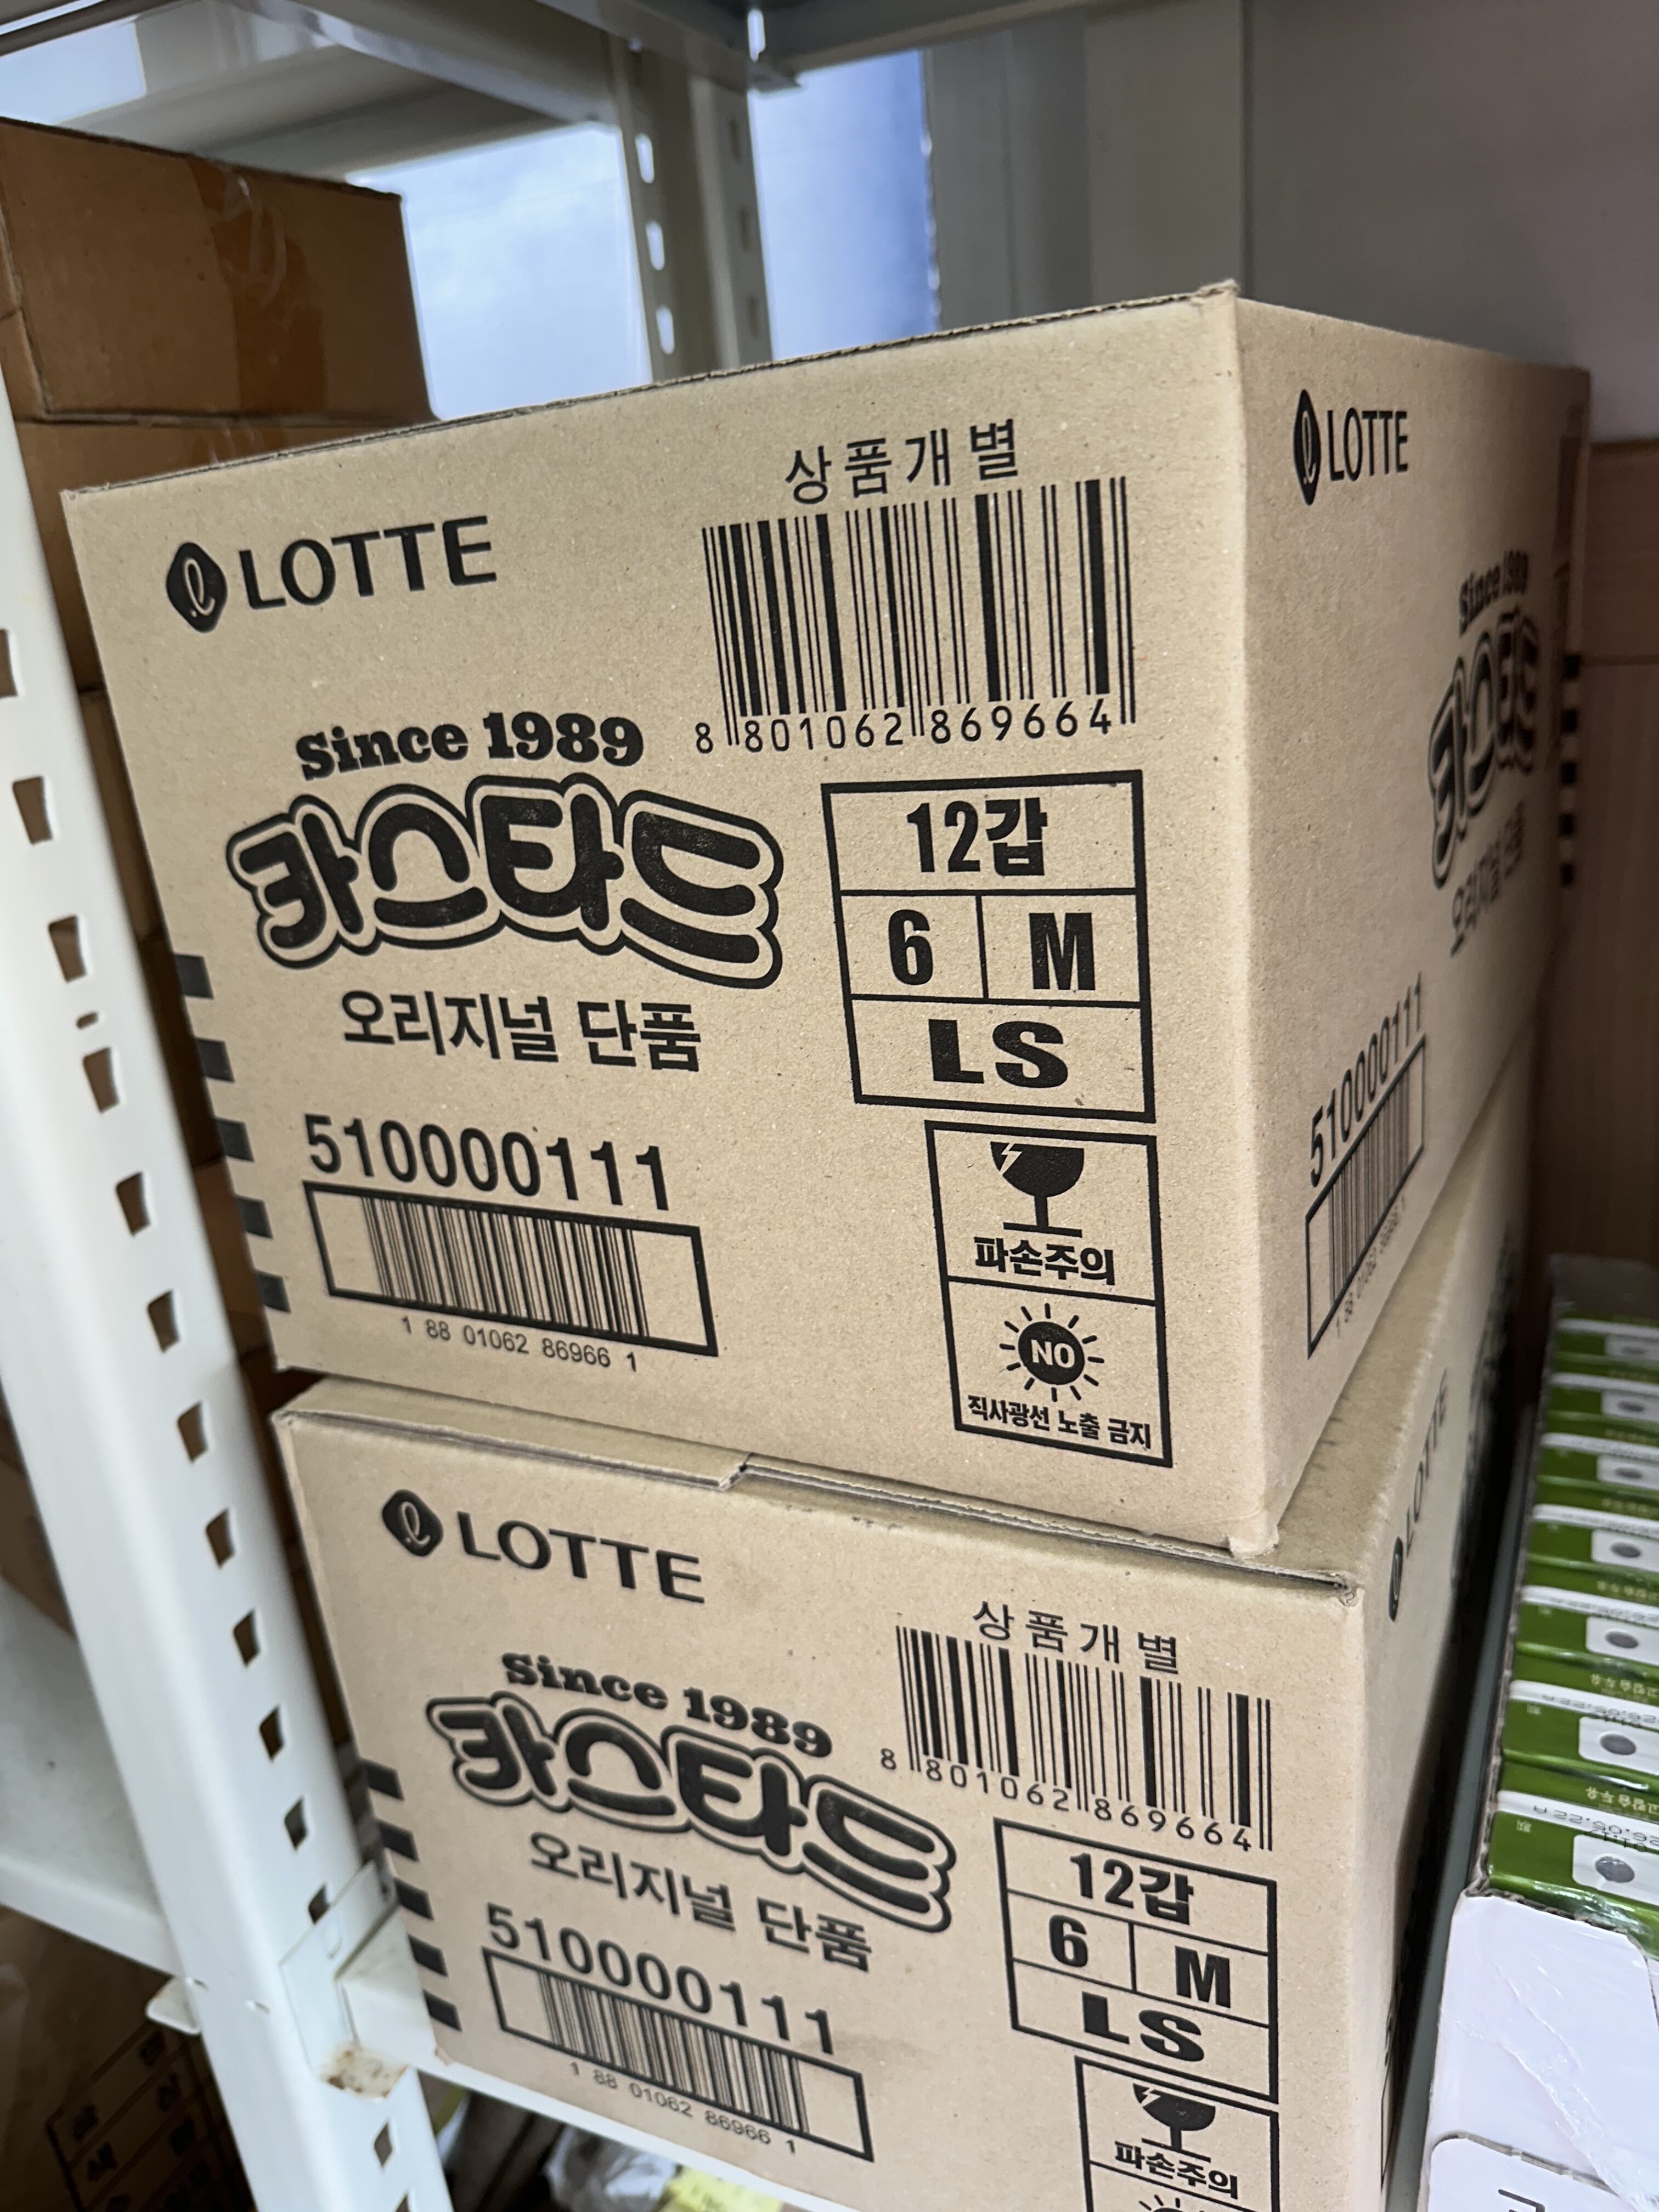 LOTTE
상품개별
8 801062 869664
Since 1989
카스타드
오리지널 단품
12갑
6 M
LS
510000111
1 88 01062 86966 1
파손주의
NO
직사광선 노출 금지
LOTTE
Since 1989
카스타드
오리지널 단품
510000111
LOTTE
상품개별
8 801062 869664
Since 1989
카스타드
오리지널 단품
12갑
6 M
LS
510000111
1 88 01062 86966 1
파손주의
LOTTE